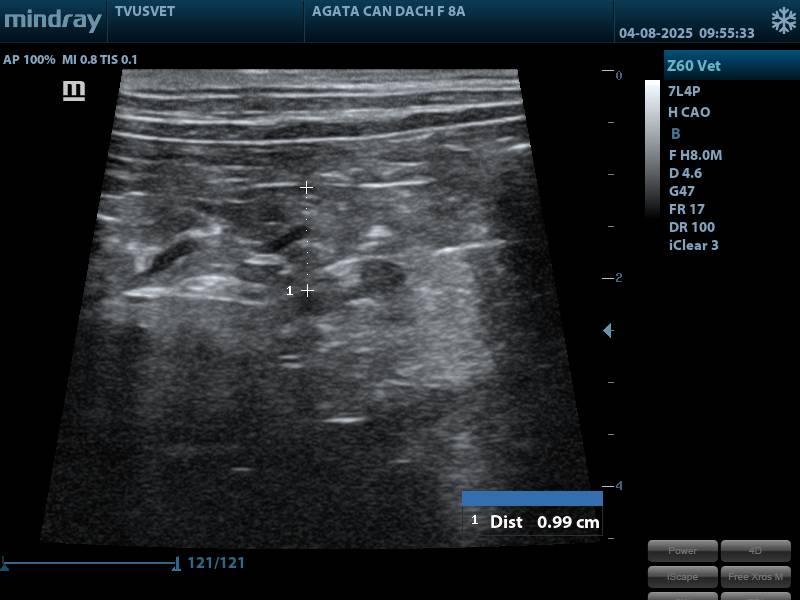 mindray
TVUSVET
AGATA CAN DACH F 8A
04-08-2025 09:55:33
AP 100% MI 0.8 TIS 0.1
m
Z60 Vet
7L4P
H CAO
B
F H8.0M
D 4.6
G47
FR 17
DR 100
iClear 3
0
2
4
1
1 Dist 0.99 cm
121/121
Power
4D
iScape
Free Xros M